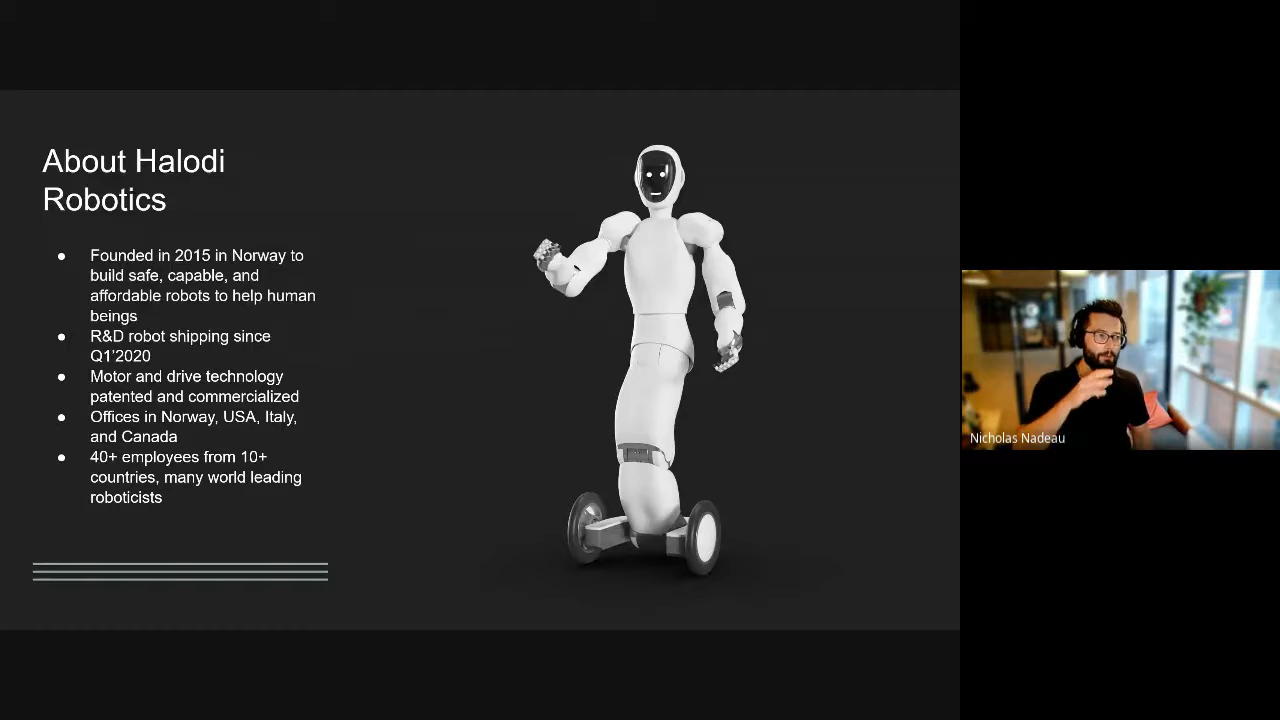 About Halodi
Robotics
● Founded in 2015 in Norway to
build safe, capable, and
affordable robots to help human
beings
● R&D robot shipping since
Q1'2020
● Motor and drive technology
patented and commercialized
● Offices in Norway, USA, Italy,
and Canada
● 40+ employees from 10+
countries, many world leading
roboticists
Nicholas Nadeau